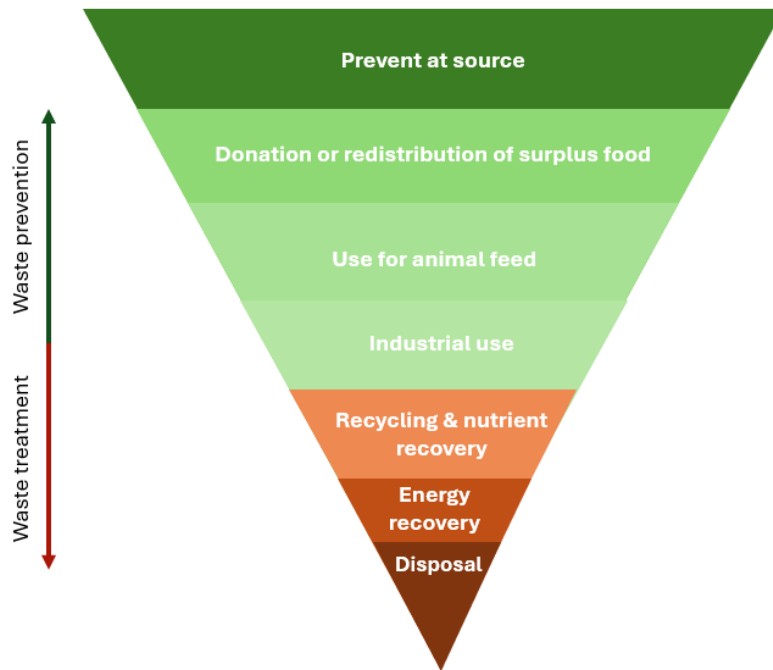 Prevent at source
Donation or redistribution of surplus food
Use for animal feed
Industrial use
Recycling & nutrient
recovery
Energy
recovery
Disposal
Waste prevention
Waste treatment